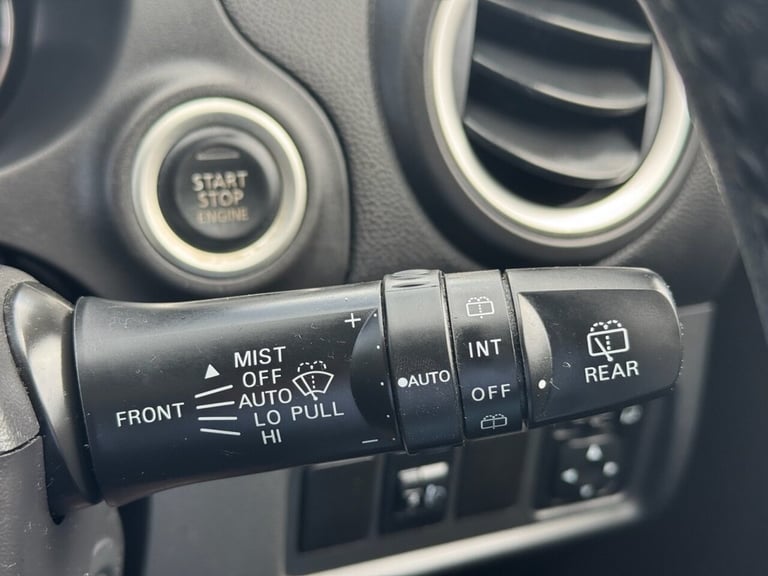 START
STOP
ENGINE
+
MIST
OFF
FRONT AUTO
LO PULL
HI
−
AUTO
INT
OFF
REAR